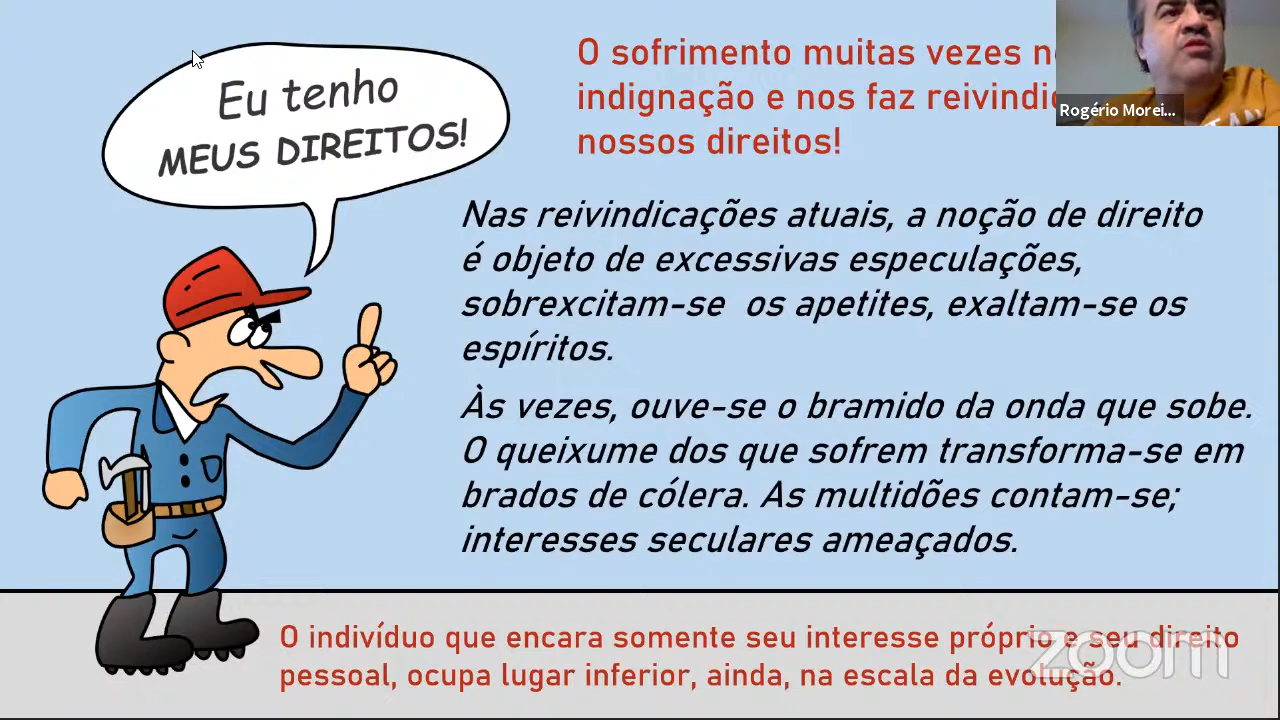 Eu tenho
MEUS DIREITOS!
O sofrimento muitas vezes
indignação e nos faz
nossos direitos!
Rogério Morei...
Nas reivindicações atuais, a noção de direito
é objeto de excessivas especulações,
sobrexcitam-se os apetites, exaltam-se os
espíritos.
Às vezes, ouve-se o bramido da onda que sobe.
O queixume dos que sofrem transforma-se em
brados de cólera. As multidões contam-se;
interesses seculares ameaçados.
O indivíduo que encara somente seu interesse próprio e seu direito
pessoal, ocupa lugar inferior, ainda, na escala da evolução.
zoom